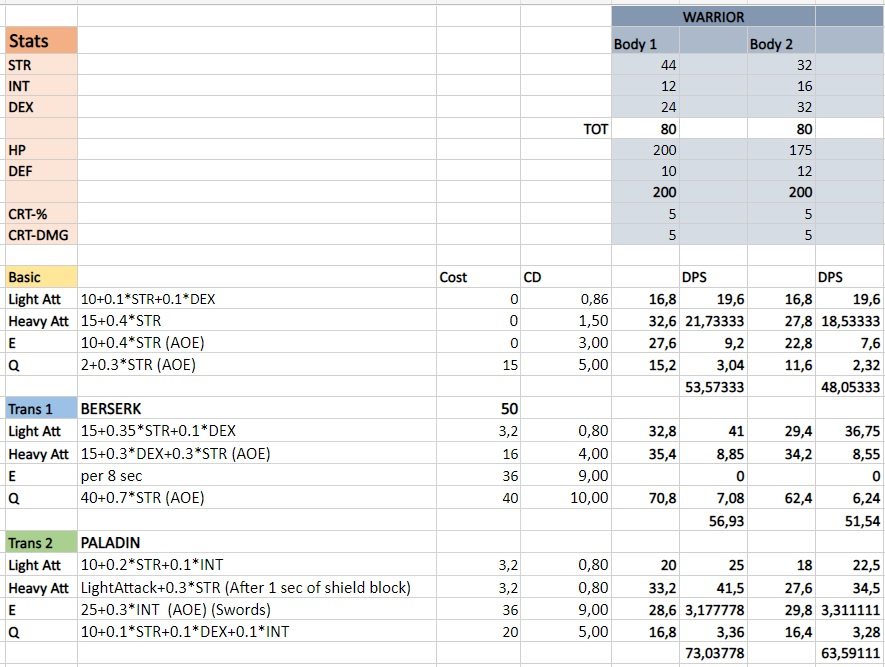 WARRIOR
Stats Body 1 Body 2
STR 44 32
INT 12 16
DEX 24 32
TOT 80 80
HP 200 175
DEF 10 12
200 200
CRT-% 5 5
CRT-DMG 5 5
Basic Cost CD DPS DPS
Light Att 10+0.1*STR+0.1*DEX 0 0,86 16,8 19,6 16,8 19,6
Heavy Att 15+0.4*STR 0 1,50 32,6 21,73333 27,8 18,53333
E 10+0.4*STR (AOE) 0 3,00 27,6 9,2 22,8 7,6
Q 2+0.3*STR (AOE) 15 5,00 15,2 3,04 11,6 2,32
53,57333 48,05333
Trans 1 BERSERK 50
Light Att 15+0.35*STR+0.1*DEX 3,2 0,80 32,8 41 29,4 36,75
Heavy Att 15+0.3*DEX+0.3*STR (AOE) 16 4,00 35,4 8,85 34,2 8,55
E per 8 sec 36 9,00 0 0
Q 40+0.7*STR (AOE) 40 10,00 70,8 7,08 62,4 6,24
56,93 51,54
Trans 2 PALADIN
Light Att 10+0.2*STR+0.1*INT 3,2 0,80 20 25 18 22,5
Heavy Att LightAttack+0.3*STR (After 1 sec of shield block) 3,2 0,80 33,2 41,5 27,6 34,5
E 25+0.3*INT (AOE) (Swords) 36 9,00 28,6 3,177778 29,8 3,311111
Q 10+0.1*STR+0.1*DEX+0.1*INT 20 5,00 16,8 3,36 16,4 3,28
73,03778 63,59111